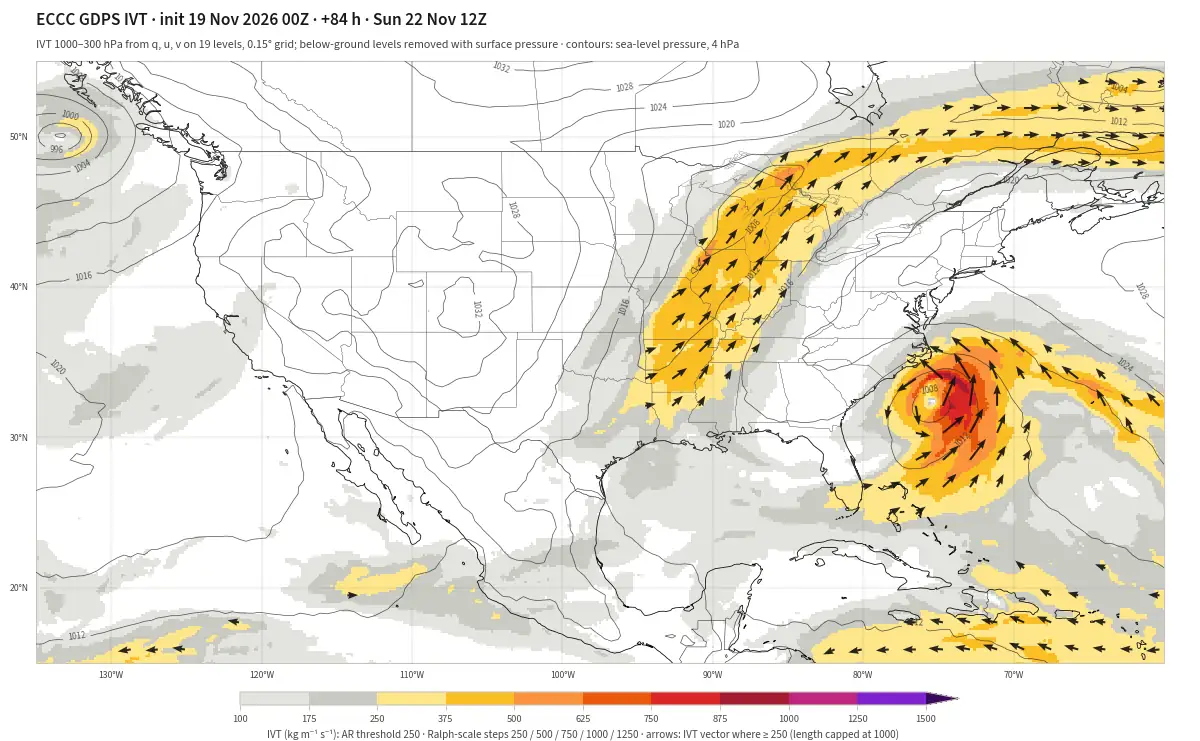 ECCC GDPS IVT · init 19 Nov 2026 00Z · +84 h · Sun 22 Nov 12Z
IVT 1000–300 hPa from q, u, v on 19 levels, 0.15° grid; below-ground levels removed with surface pressure · contours: sea-level pressure, 4 hPa
1032
1028
1024
1020
1004
1012
1000
996
1004
50°N
1020
1028
1008
1016
1016
1016
1028
40°N
1032
1016
1020
1024
1008
30°N
1012
20°N
1012
1012
130°W
120°W
110°W
100°W
90°W
80°W
70°W
100
175
250
375
500
625
750
875
1000
1250
1500
IVT (kg m⁻¹ s⁻¹): AR threshold 250 · Ralph-scale steps 250 / 500 / 750 / 1000 / 1250 · arrows: IVT vector where ≥ 250 (length capped at 1000)